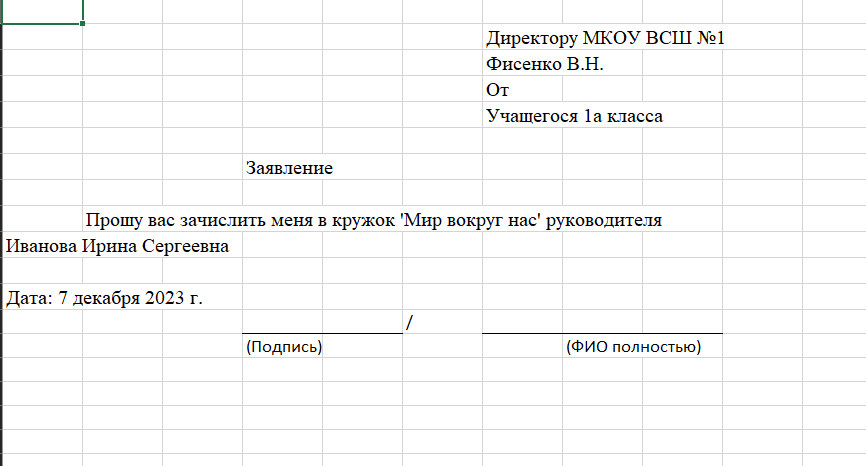 Директору МКОУ ВСШ №1
Фисенко В.Н.
От
Учащегося 1а класса
Заявление
Прошу вас зачислить меня в кружок 'Мир вокруг нас' руководителя
Иванова Ирина Сергеевна
Дата: 7 декабря 2023 г.
/
(Подпись) (ФИО полностью)